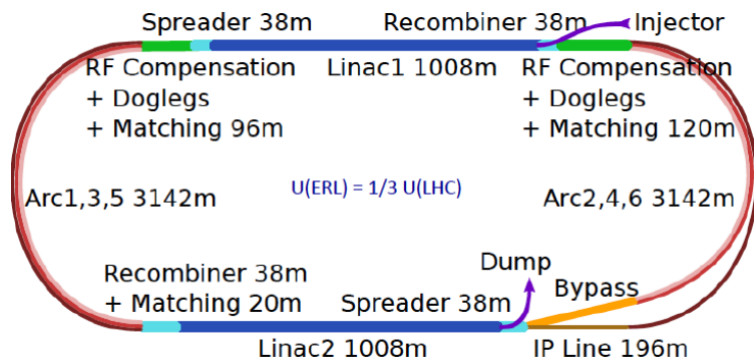 Spreader 38m
Recombiner 38m
Injector
RF Compensation
+ Doglegs
+ Matching 96m
Linac1 1008m
RF Compensation
+ Doglegs
+ Matching 120m
Arc1,3,5 3142m
U(ERL) = 1/3 U(LHC)
Arc2,4,6 3142m
Recombiner 38m
+ Matching 20m
Spreader 38m
Dump
Bypass
Linac2 1008m
IP Line 196m